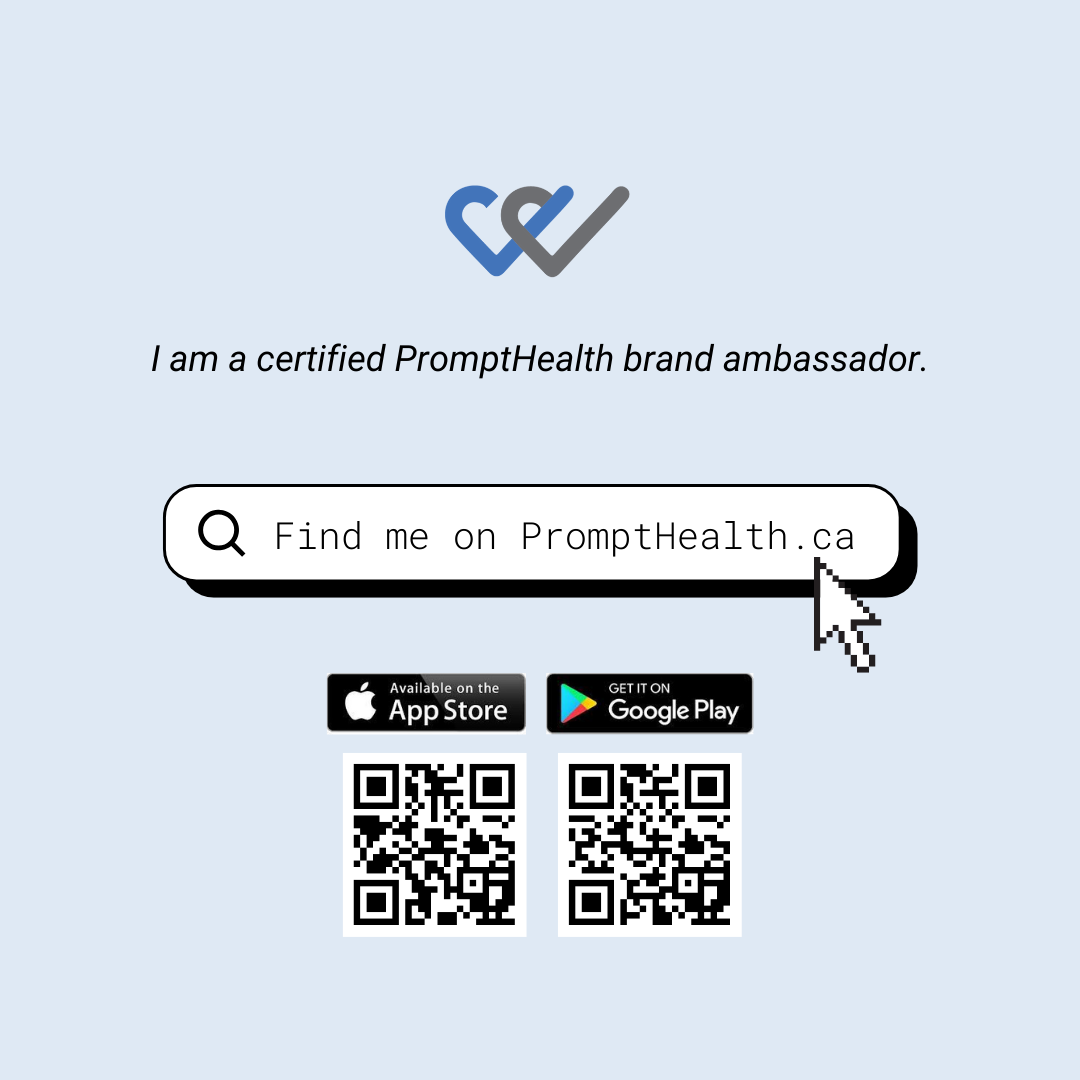 I am a certified PromptHealth brand ambassador.
Find me on PromptHealth.ca
Available on the
App Store
GET IT ON
Google Play